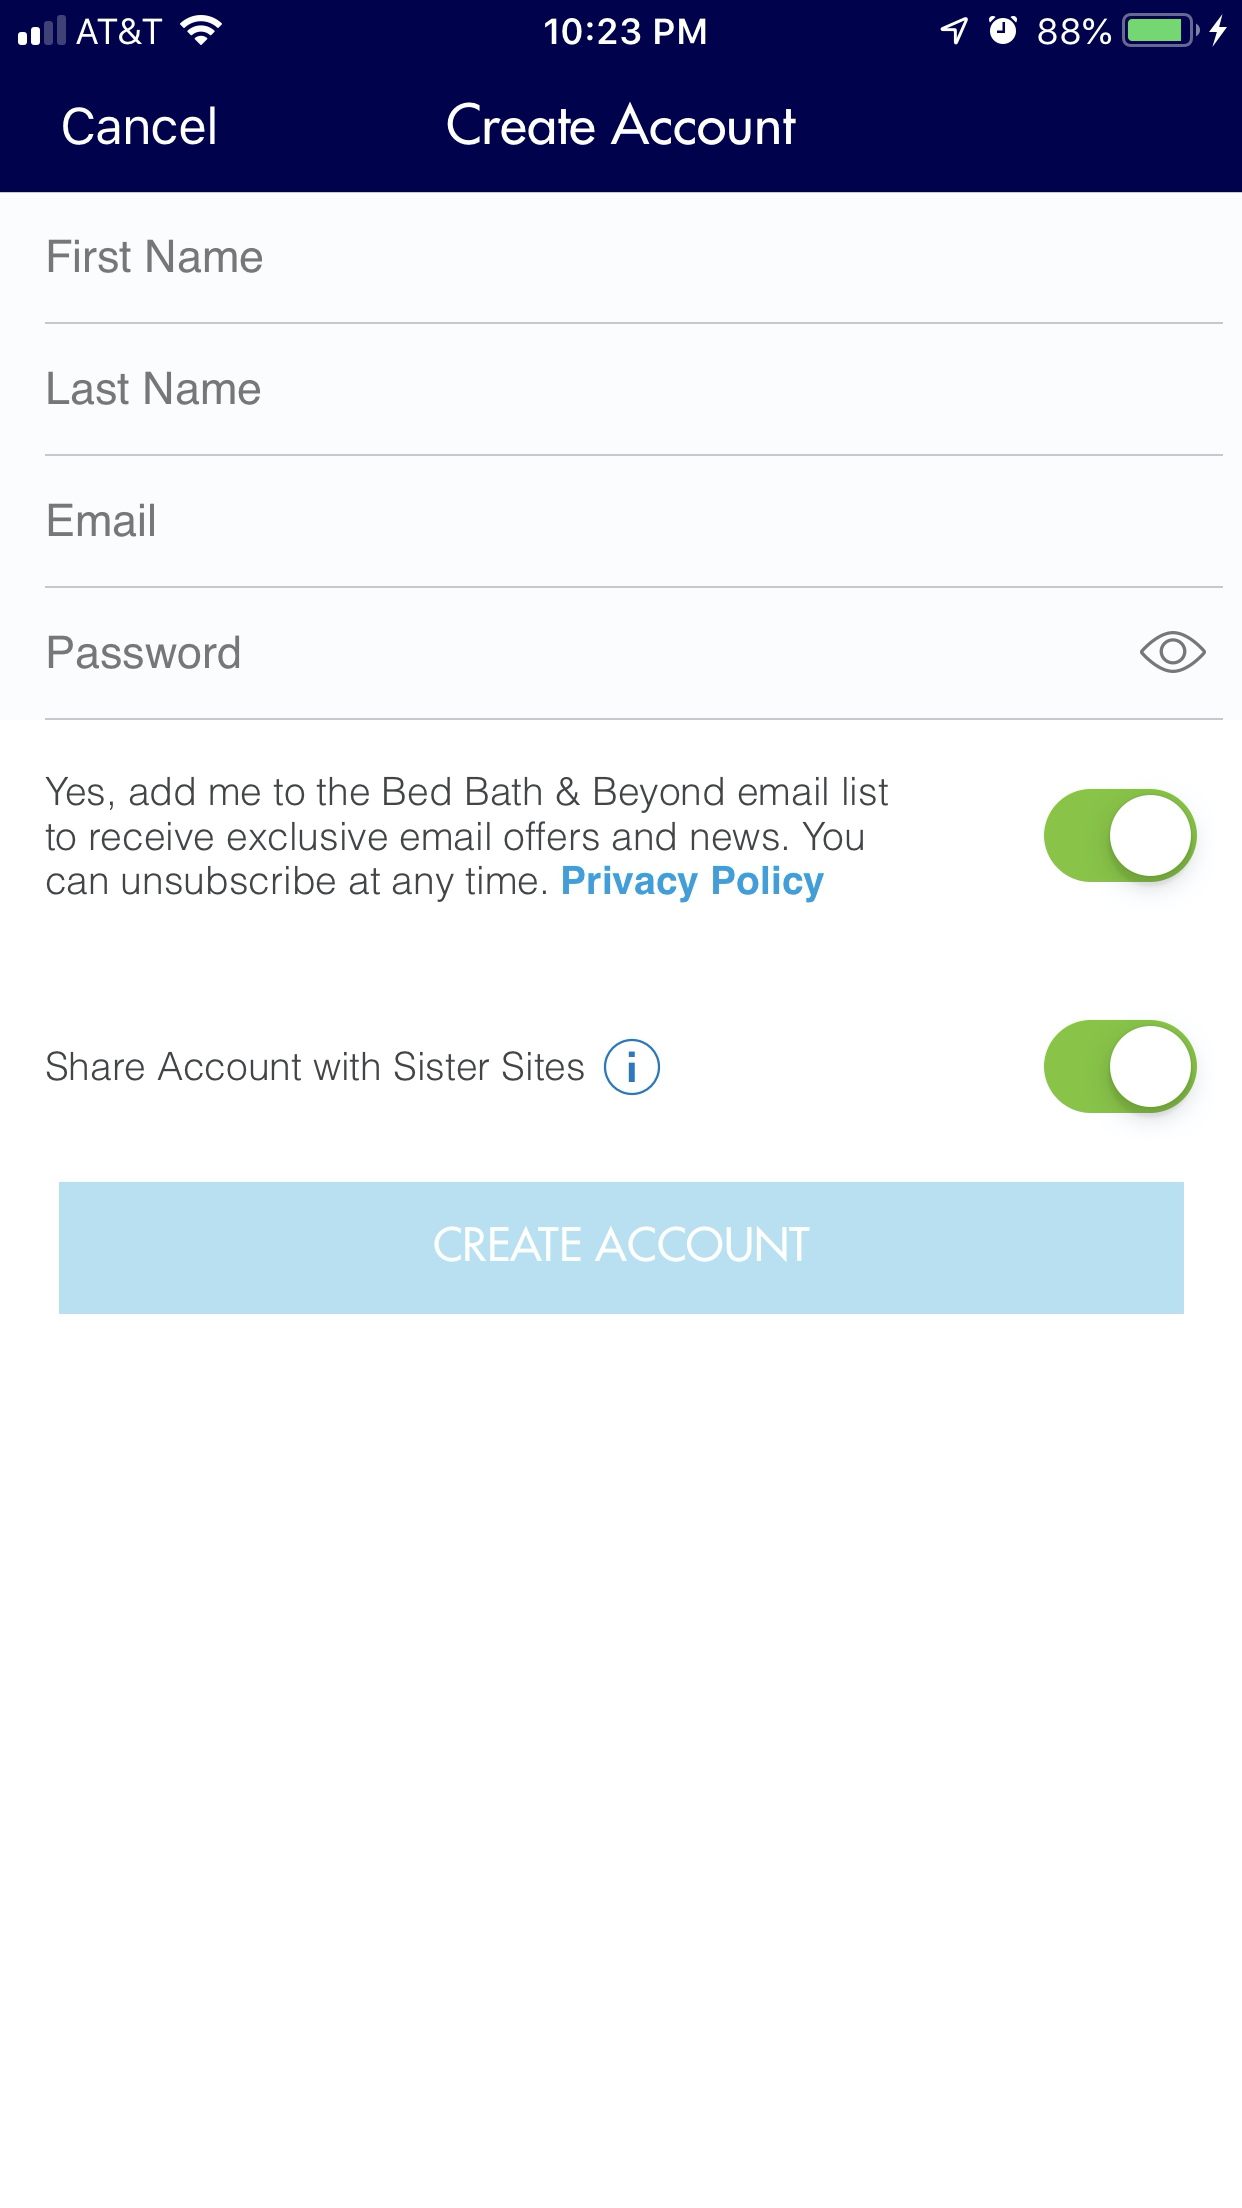 AT&T 10:23 PM 88%
Cancel Create Account
First Name
Last Name
Email
Password
Yes, add me to the Bed Bath & Beyond email list
to receive exclusive email offers and news. You
can unsubscribe at any time. Privacy Policy
Share Account with Sister Sites i
CREATE ACCOUNT